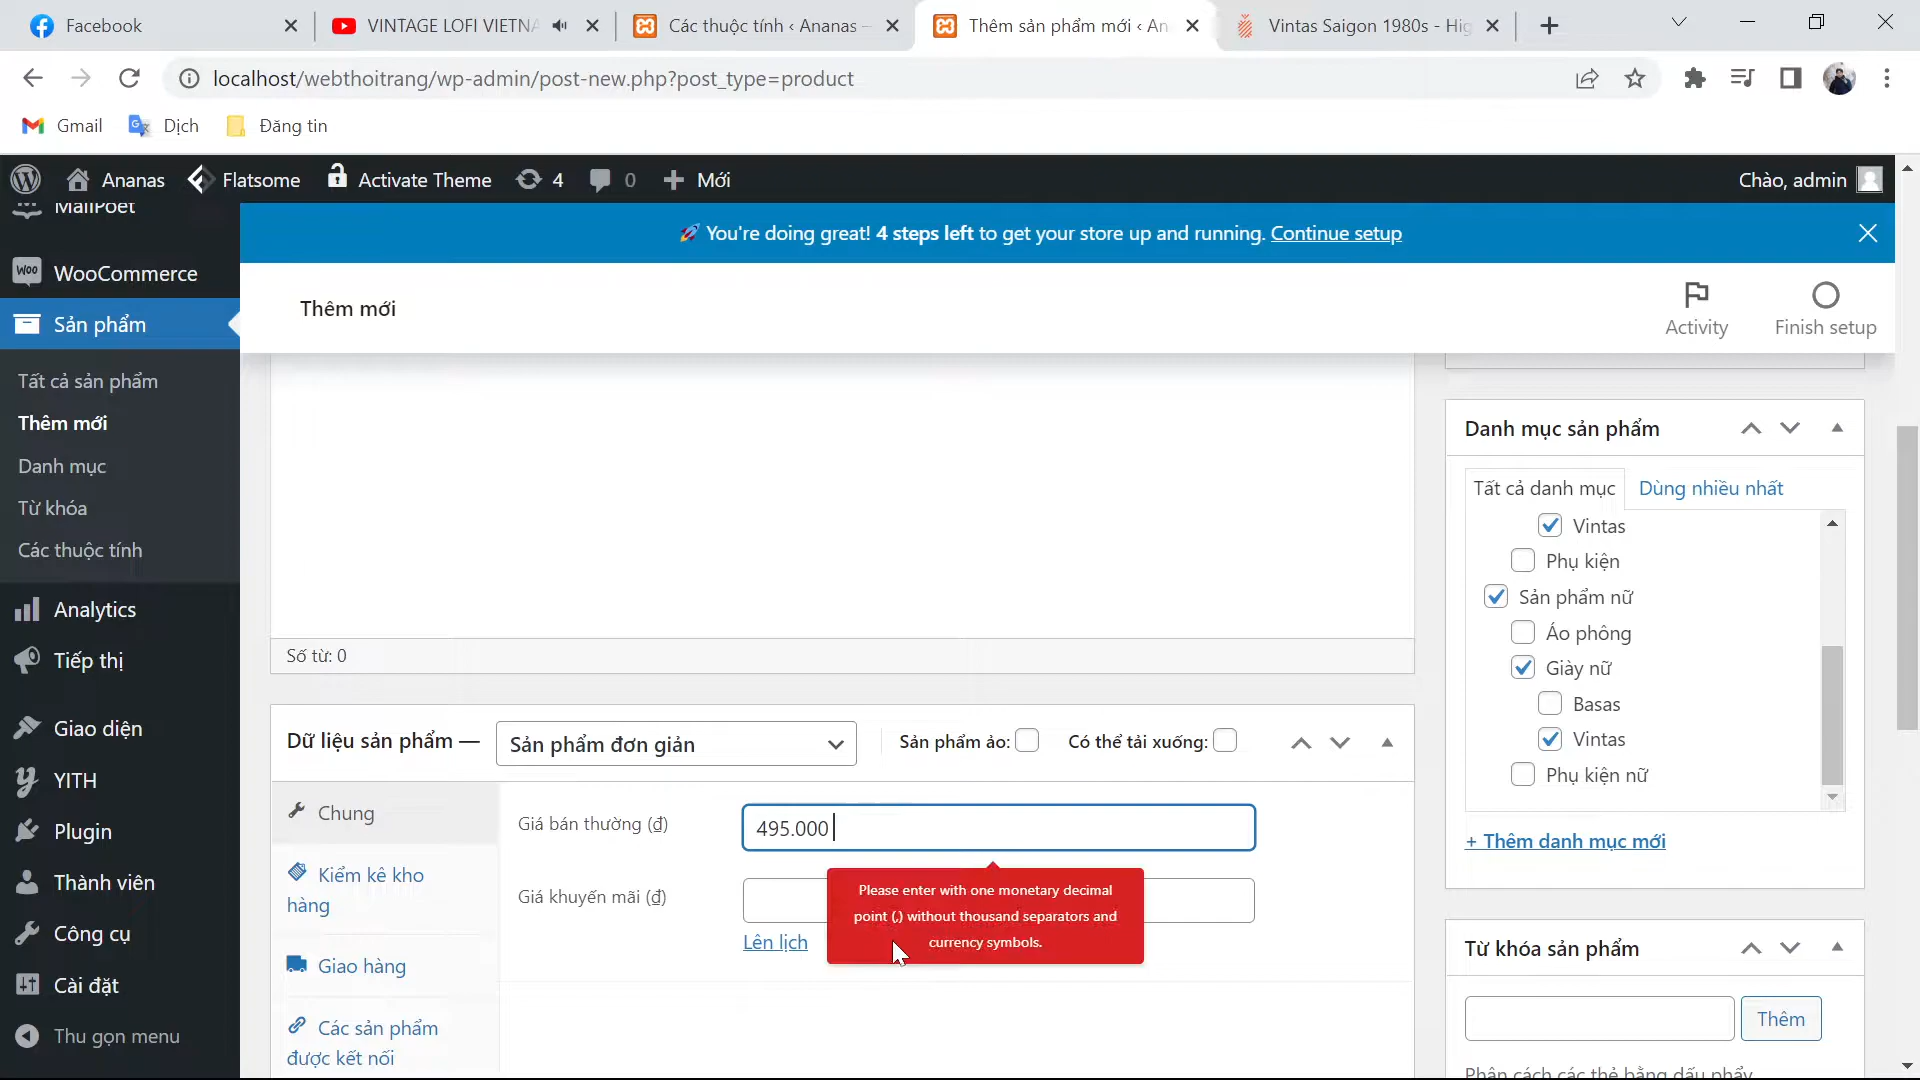 Facebook
VINTAGE LOFI VIETNA
Các thuộc tính ‹ Ananas –
Thêm sản phẩm mới ‹ An
Vintas Saigon 1980s - Hig
localhost/webthoitrang/wp-admin/post-new.php?post_type=product
Gmail
Dịch
Đăng tin
Ananas
Flatsome
Activate Theme
4
0
Mới
Chào, admin
MailPoet
You're doing great! 4 steps left to get your store up and running. Continue setup
WooCommerce
Thêm mới
Activity
Finish setup
Sản phẩm
Tất cả sản phẩm
Thêm mới
Danh mục
Từ khóa
Các thuộc tính
Analytics
Tiếp thị
Giao diện
YITH
Plugin
Thành viên
Công cụ
Cài đặt
Thu gọn menu
Số từ: 0
Dữ liệu sản phẩm —
Sản phẩm đơn giản
Sản phẩm ảo:
Có thể tải xuống:
Chung
Kiểm kê kho
hàng
Giao hàng
Các sản phẩm
được kết nối
Giá bán thường (₫)
495.000
Giá khuyến mãi (₫)
Please enter with one monetary decimal
point (,) without thousand separators and
currency symbols.
Lên lịch
Danh mục sản phẩm
Tất cả danh mục
Dùng nhiều nhất
Vintas
Phụ kiện
Sản phẩm nữ
Áo phông
Giày nữ
Basas
Vintas
Phụ kiện nữ
+ Thêm danh mục mới
Từ khóa sản phẩm
Thêm
Phân cách các thẻ bằng dấu phẩy